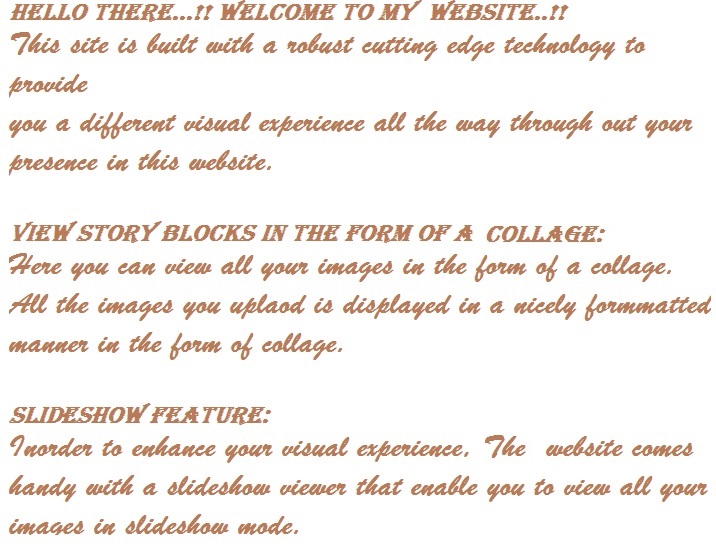 HELLO THERE...!! WELCOME TO MY WEBSITE..!!
This site is built with a robust cutting edge technology to
provide
you a different visual experience all the way through out your
presence in this website.
VIEW STORY BLOCKS IN THE FORM OF A COLLAGE:
Here you can view all your images in the form of a collage.
All the images you uplaod is displayed in a nicely formmatted
manner in the form of collage.
SLIDESHOW FEATURE:
Inorder to enhance your visual experience, The website comes
handy with a slideshow viewer that enable you to view all your
images in slideshow mode.